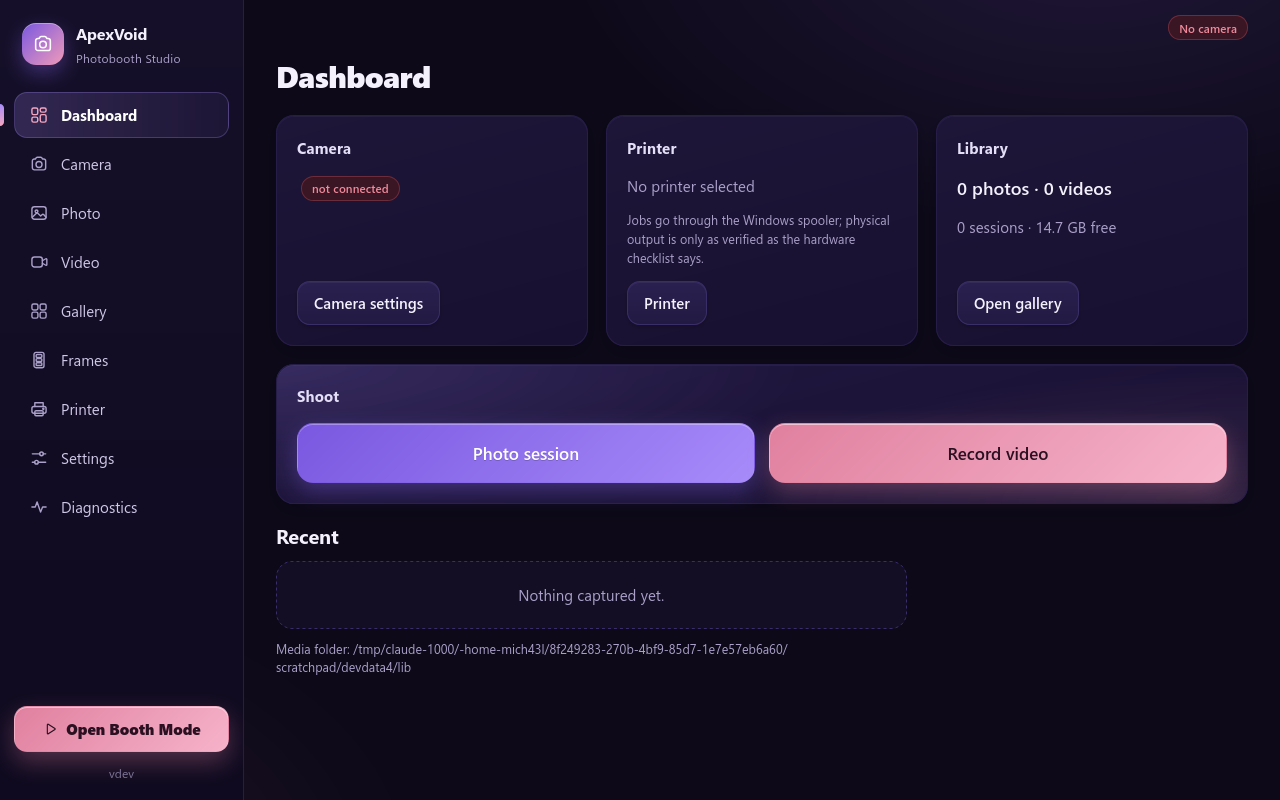 ApexVoid
Photobooth Studio
Dashboard
Camera
Photo
Video
Gallery
Frames
Printer
Settings
Diagnostics
Open Booth Mode
vdev
No camera
Dashboard
Camera
not connected
Camera settings
Printer
No printer selected
Jobs go through the Windows spooler; physical
output is only as verified as the hardware
checklist says.
Printer
Library
0 photos · 0 videos
0 sessions · 14.7 GB free
Open gallery
Shoot
Photo session
Record video
Recent
Nothing captured yet.
Media folder: /tmp/claude-1000/-home-mich43l/8f249283-270b-4bf9-85d7-1e7e57eb6a60/
scratchpad/devdata4/lib